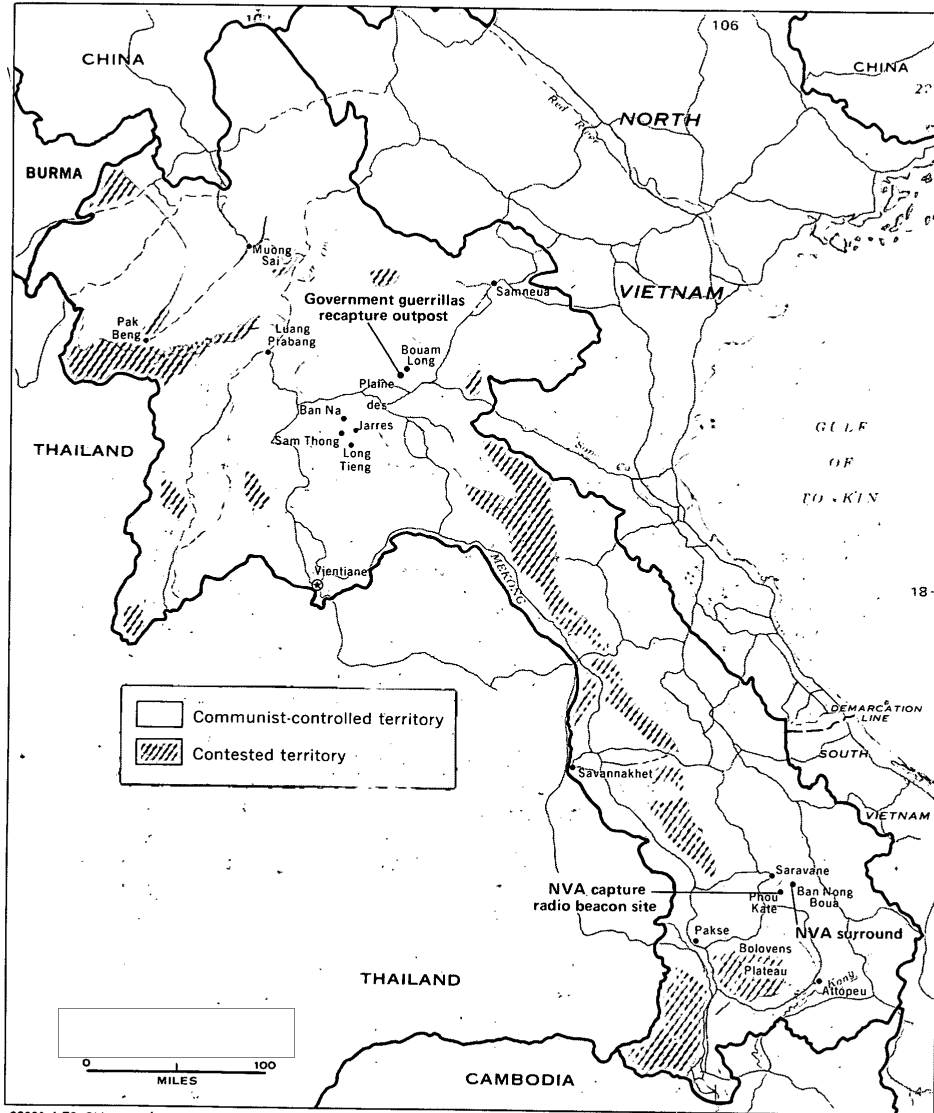 106
CHINA
CHINA
NORTH
Red River
BURMA
Muong
Sai
Samneua
VIETNAM
Government guerrillas
recapture outpost
Pak
Beng
Luang
Prabang
Bouam
Long
Plaine
des
Jarres
Ban Na
Sam Thong
Long
Tieng
THAILAND
GULF
OF
Vientiane
MEKONG
18
Communist-controlled territory
Contested territory
DEMARCATION
LINE
SOUTH
VIETNAM
Savannakhet
Saravane
NVA capture
radio beacon site
Phou
Kate
Ban Nong
Boua
NVA surround
Pakse
Bolovens
Plateau
Kong
Attopeu
THAILAND
0 100
MILES
CAMBODIA